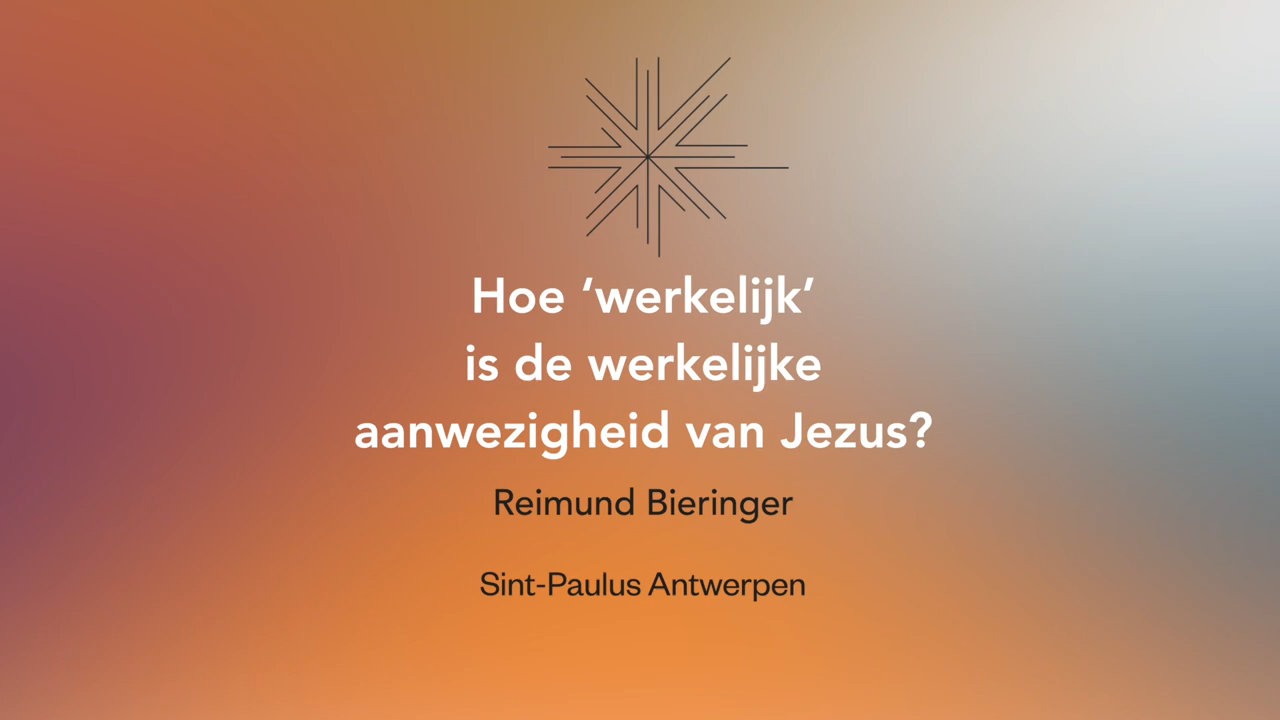 Hoe ‘werkelijk’
is de werkelijke
aanwezigheid van Jezus?
Reimund Bieringer
Sint-Paulus Antwerpen